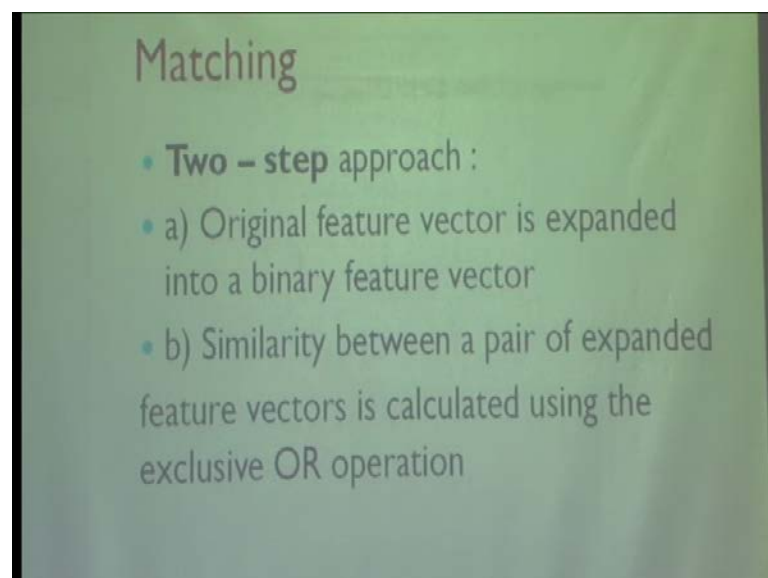 Matching
• Two – step approach :
• a) Original feature vector is expanded
into a binary feature vector
• b) Similarity between a pair of expanded
feature vectors is calculated using the
exclusive OR operation